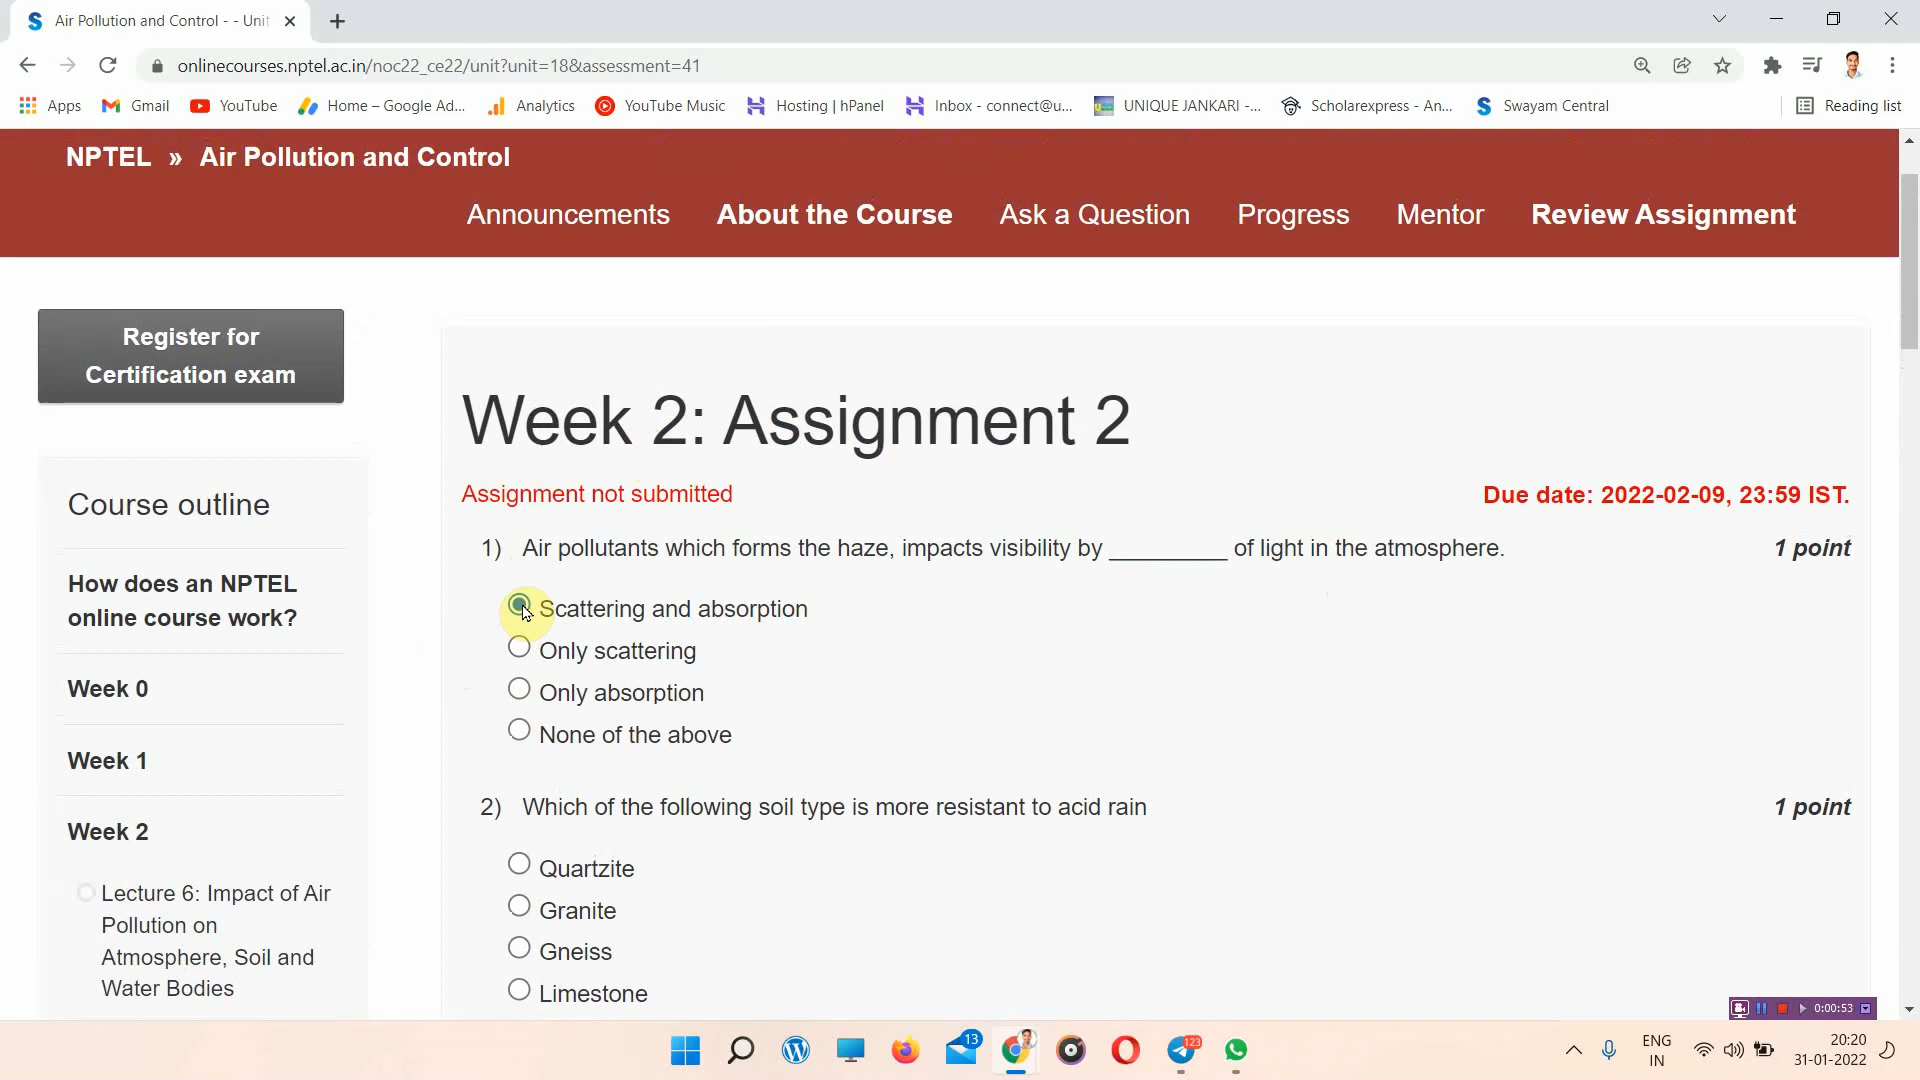 Air Pollution and Control - - Unit
onlinecourses.nptel.ac.in/noc22_ce22/unit?unit=18&assessment=41
Apps Gmail YouTube Home – Google Ad... Analytics YouTube Music Hosting | hPanel Inbox - connect@u... UNIQUE JANKARI -... Scholarexpress - An... Swayam Central Reading list
NPTEL » Air Pollution and Control
Announcements About the Course Ask a Question Progress Mentor Review Assignment
Register for
Certification exam
Course outline
How does an NPTEL
online course work?
Week 0
Week 1
Week 2
Lecture 6: Impact of Air
Pollution on
Atmosphere, Soil and
Water Bodies
Week 2: Assignment 2
Assignment not submitted Due date: 2022-02-09, 23:59 IST.
1) Air pollutants which forms the haze, impacts visibility by _________ of light in the atmosphere. 1 point
Scattering and absorption
Only scattering
Only absorption
None of the above
2) Which of the following soil type is more resistant to acid rain 1 point
Quartzite
Granite
Gneiss
Limestone
0:00:53
13
123
ENG
IN
20:20
31-01-2022